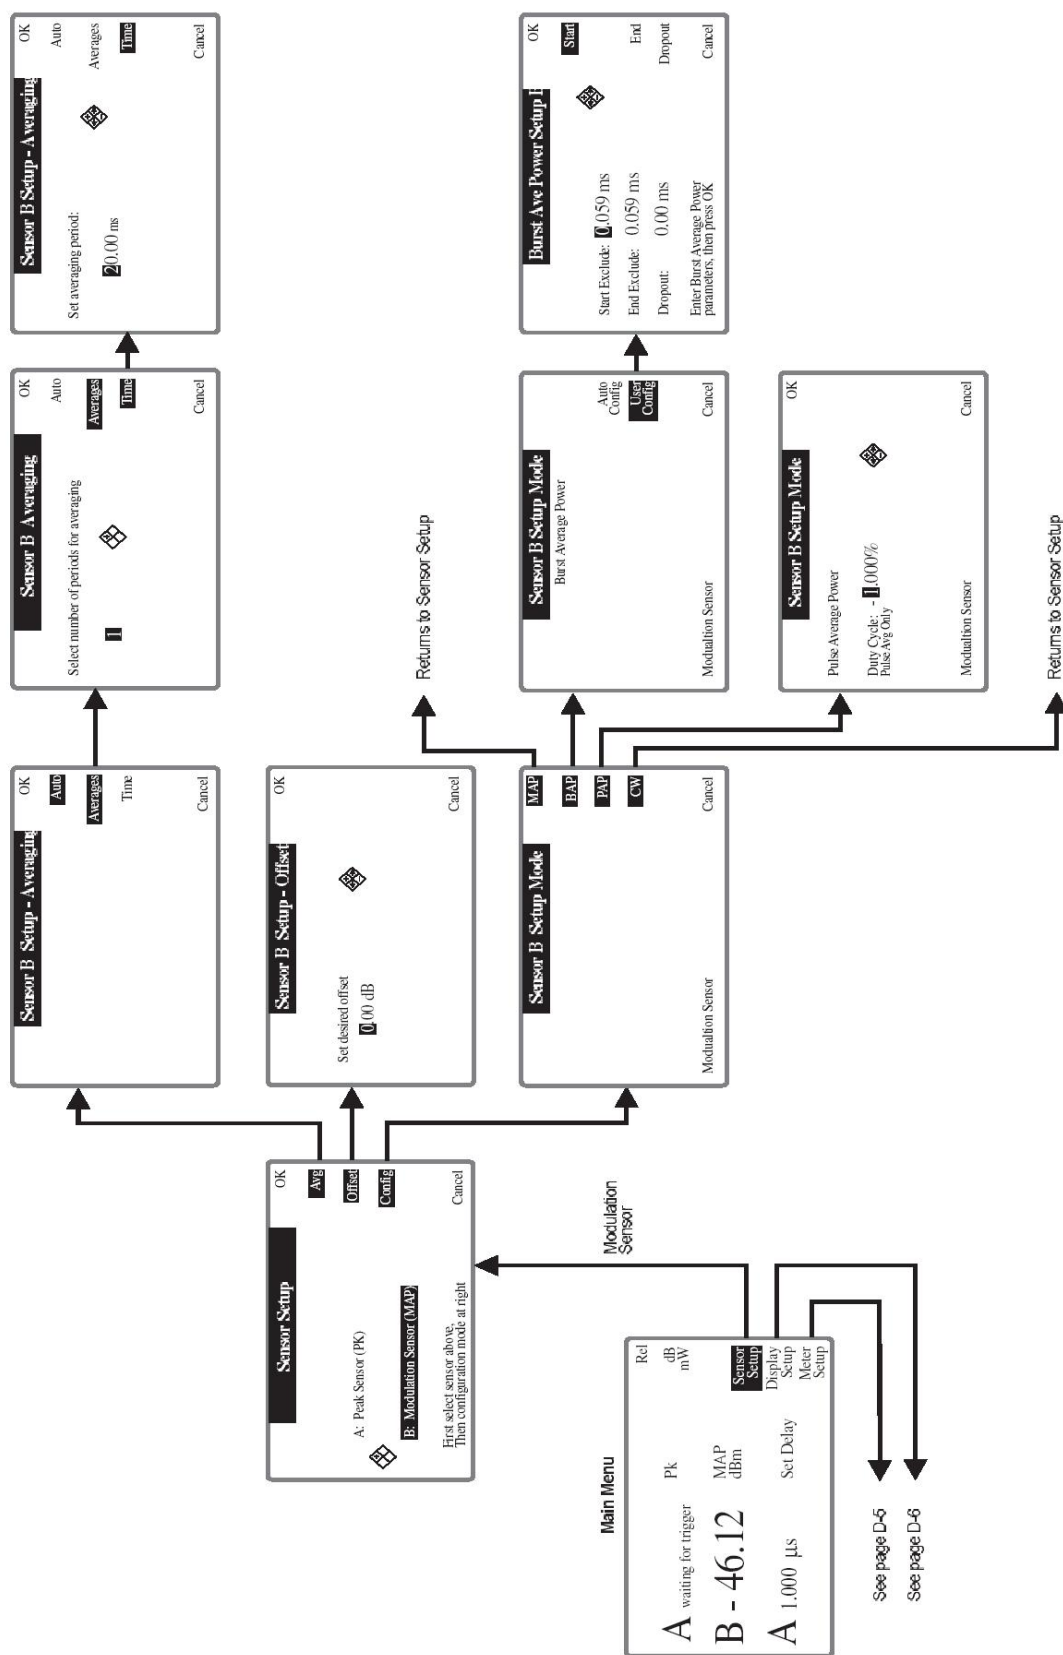 Main Menu
A waiting for trigger
Pk
Rel
B - 46.12
MAP
dBm
dB
mW
A 1.000 µs
Set Delay
Sensor
Setup
Display
Setup
Meter
Setup
See page D-5
See page D-6
Modulation
Sensor
Sensor Setup
OK
A: Peak Sensor (PK)
Avg
Offset
B: Modulation Sensor (MAP)
Config
First select sensor above,
Then configuration mode at right
Cancel
Sensor B Setup - Averaging
OK
Auto
Averages
Time
Cancel
Sensor B Averaging
OK
Select number of periods for averaging
Auto
1
Averages
Time
Cancel
Sensor B Setup - Averaging
OK
Set averaging period:
Auto
20.00 ms
Averages
Time
Cancel
Sensor B Setup - Offset
OK
Set desired offset
0.00 dB
Cancel
Sensor B Setup Mode
MAP
BAP
PAP
CW
Modualtion Sensor
Cancel
Returns to Sensor Setup
Sensor B Setup Mode
Burst Average Power
Auto
Config
User
Config
Modualtion Sensor
Cancel
Burst Ave Power Setup B
OK
Start
Start Exclude: 0.059 ms
End Exclude: 0.059 ms
End
Dropout: 0.00 ms
Dropout
Enter Burst Average Power
parameters, then press OK
Cancel
Sensor B Setup Mode
OK
Pulse Average Power
Duty Cycle: - 1.000%
Pulse Avg Only
Modualtion Sensor
Cancel
Returns to Sensor Setup